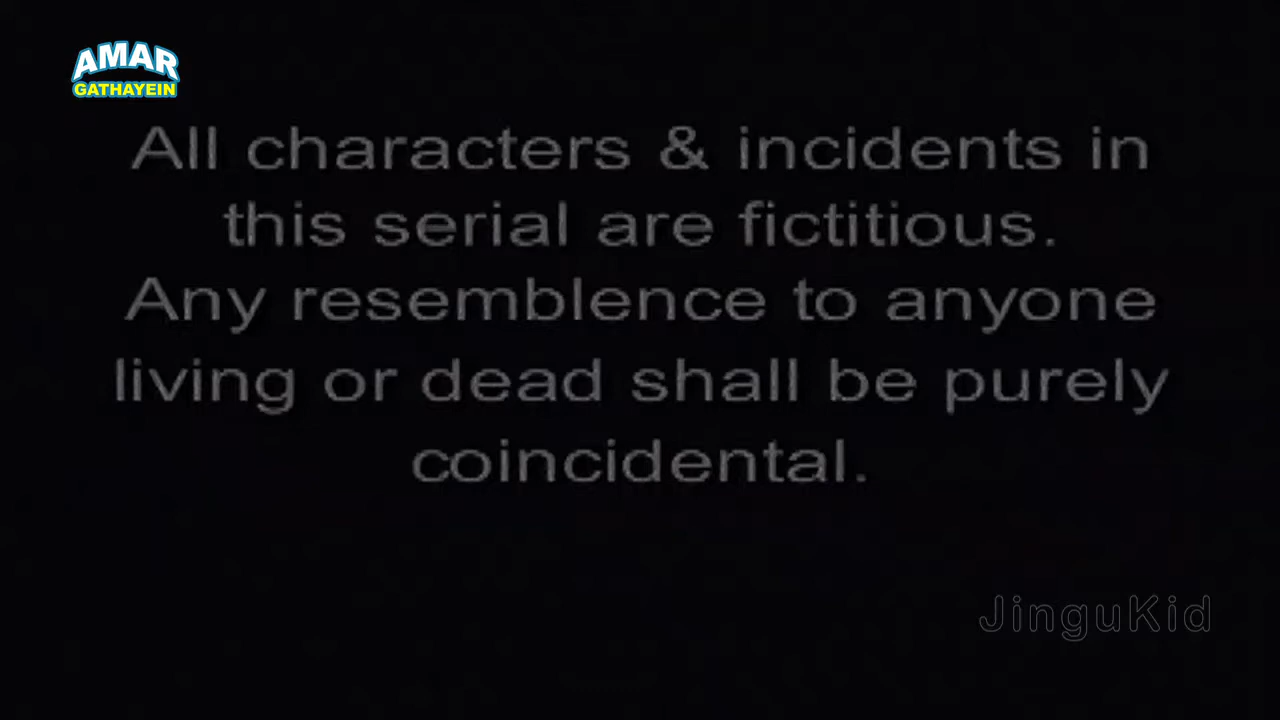 AMAR
GATHAYEIN
All characters & incidents in
this serial are fictitious.
Any resemblence to anyone
living or dead shall be purely
coincidental.
JinguKid